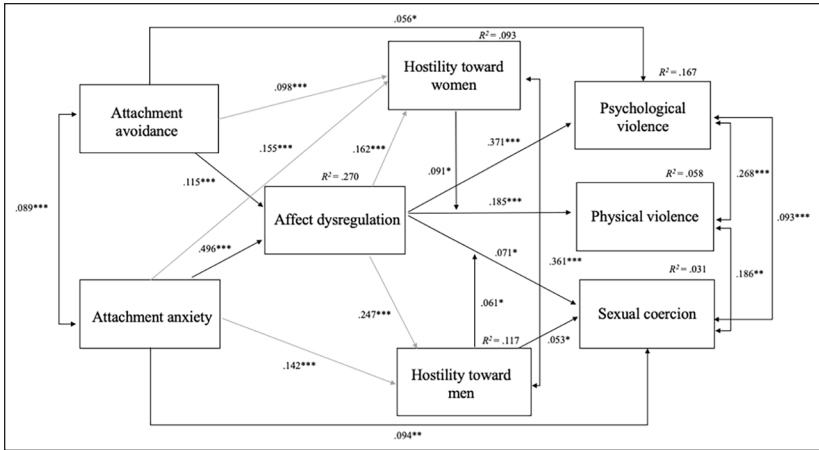 .056*
R² = .093
Hostility toward
women
R² = .167
Psychological
violence
Attachment
avoidance
.098***
.155***
.162***
.371***
R² = .270
.091*
.115***
R² = .058
.268***
.089***
Affect dysregulation
.185***
Physical violence
.093***
.496***
.071*
.361***
.186**
R² = .031
Attachment anxiety
.247***
.061*
Sexual coercion
R² = .117
.053*
.142***
Hostility toward
men
.094**